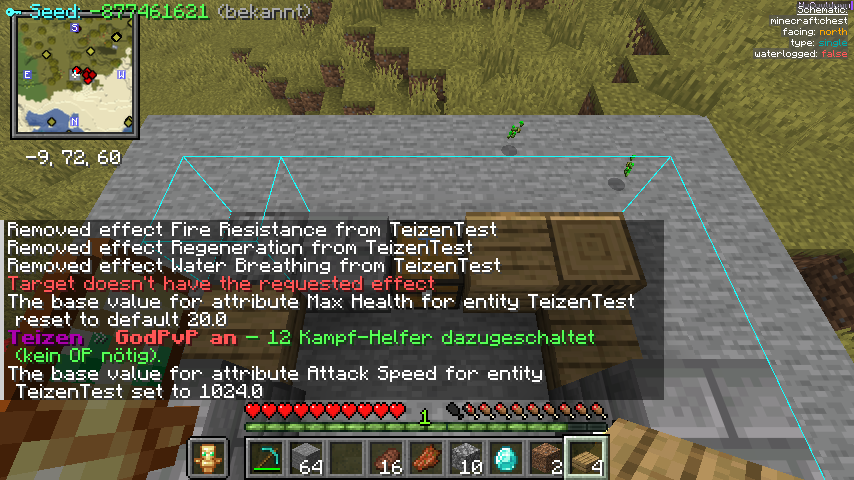 Seed: -877461621 (bekannt)
Schematic:
minecraft:chest
facing: north
type: single
waterlogged: false
S
E
W
N
-9, 72, 60
Removed effect Fire Resistance from TeizenTest
Removed effect Regeneration from TeizenTest
Removed effect Water Breathing from TeizenTest
Target doesn't have the requested effect
The base value for attribute Max Health for entity TeizenTest
reset to default 20.0
Teizen » GodPvP an – 12 Kampf-Helfer dazugeschaltet
(kein OP nötig).
The base value for attribute Attack Speed for entity
TeizenTest set to 1024.0
1
64
16
10
2
4